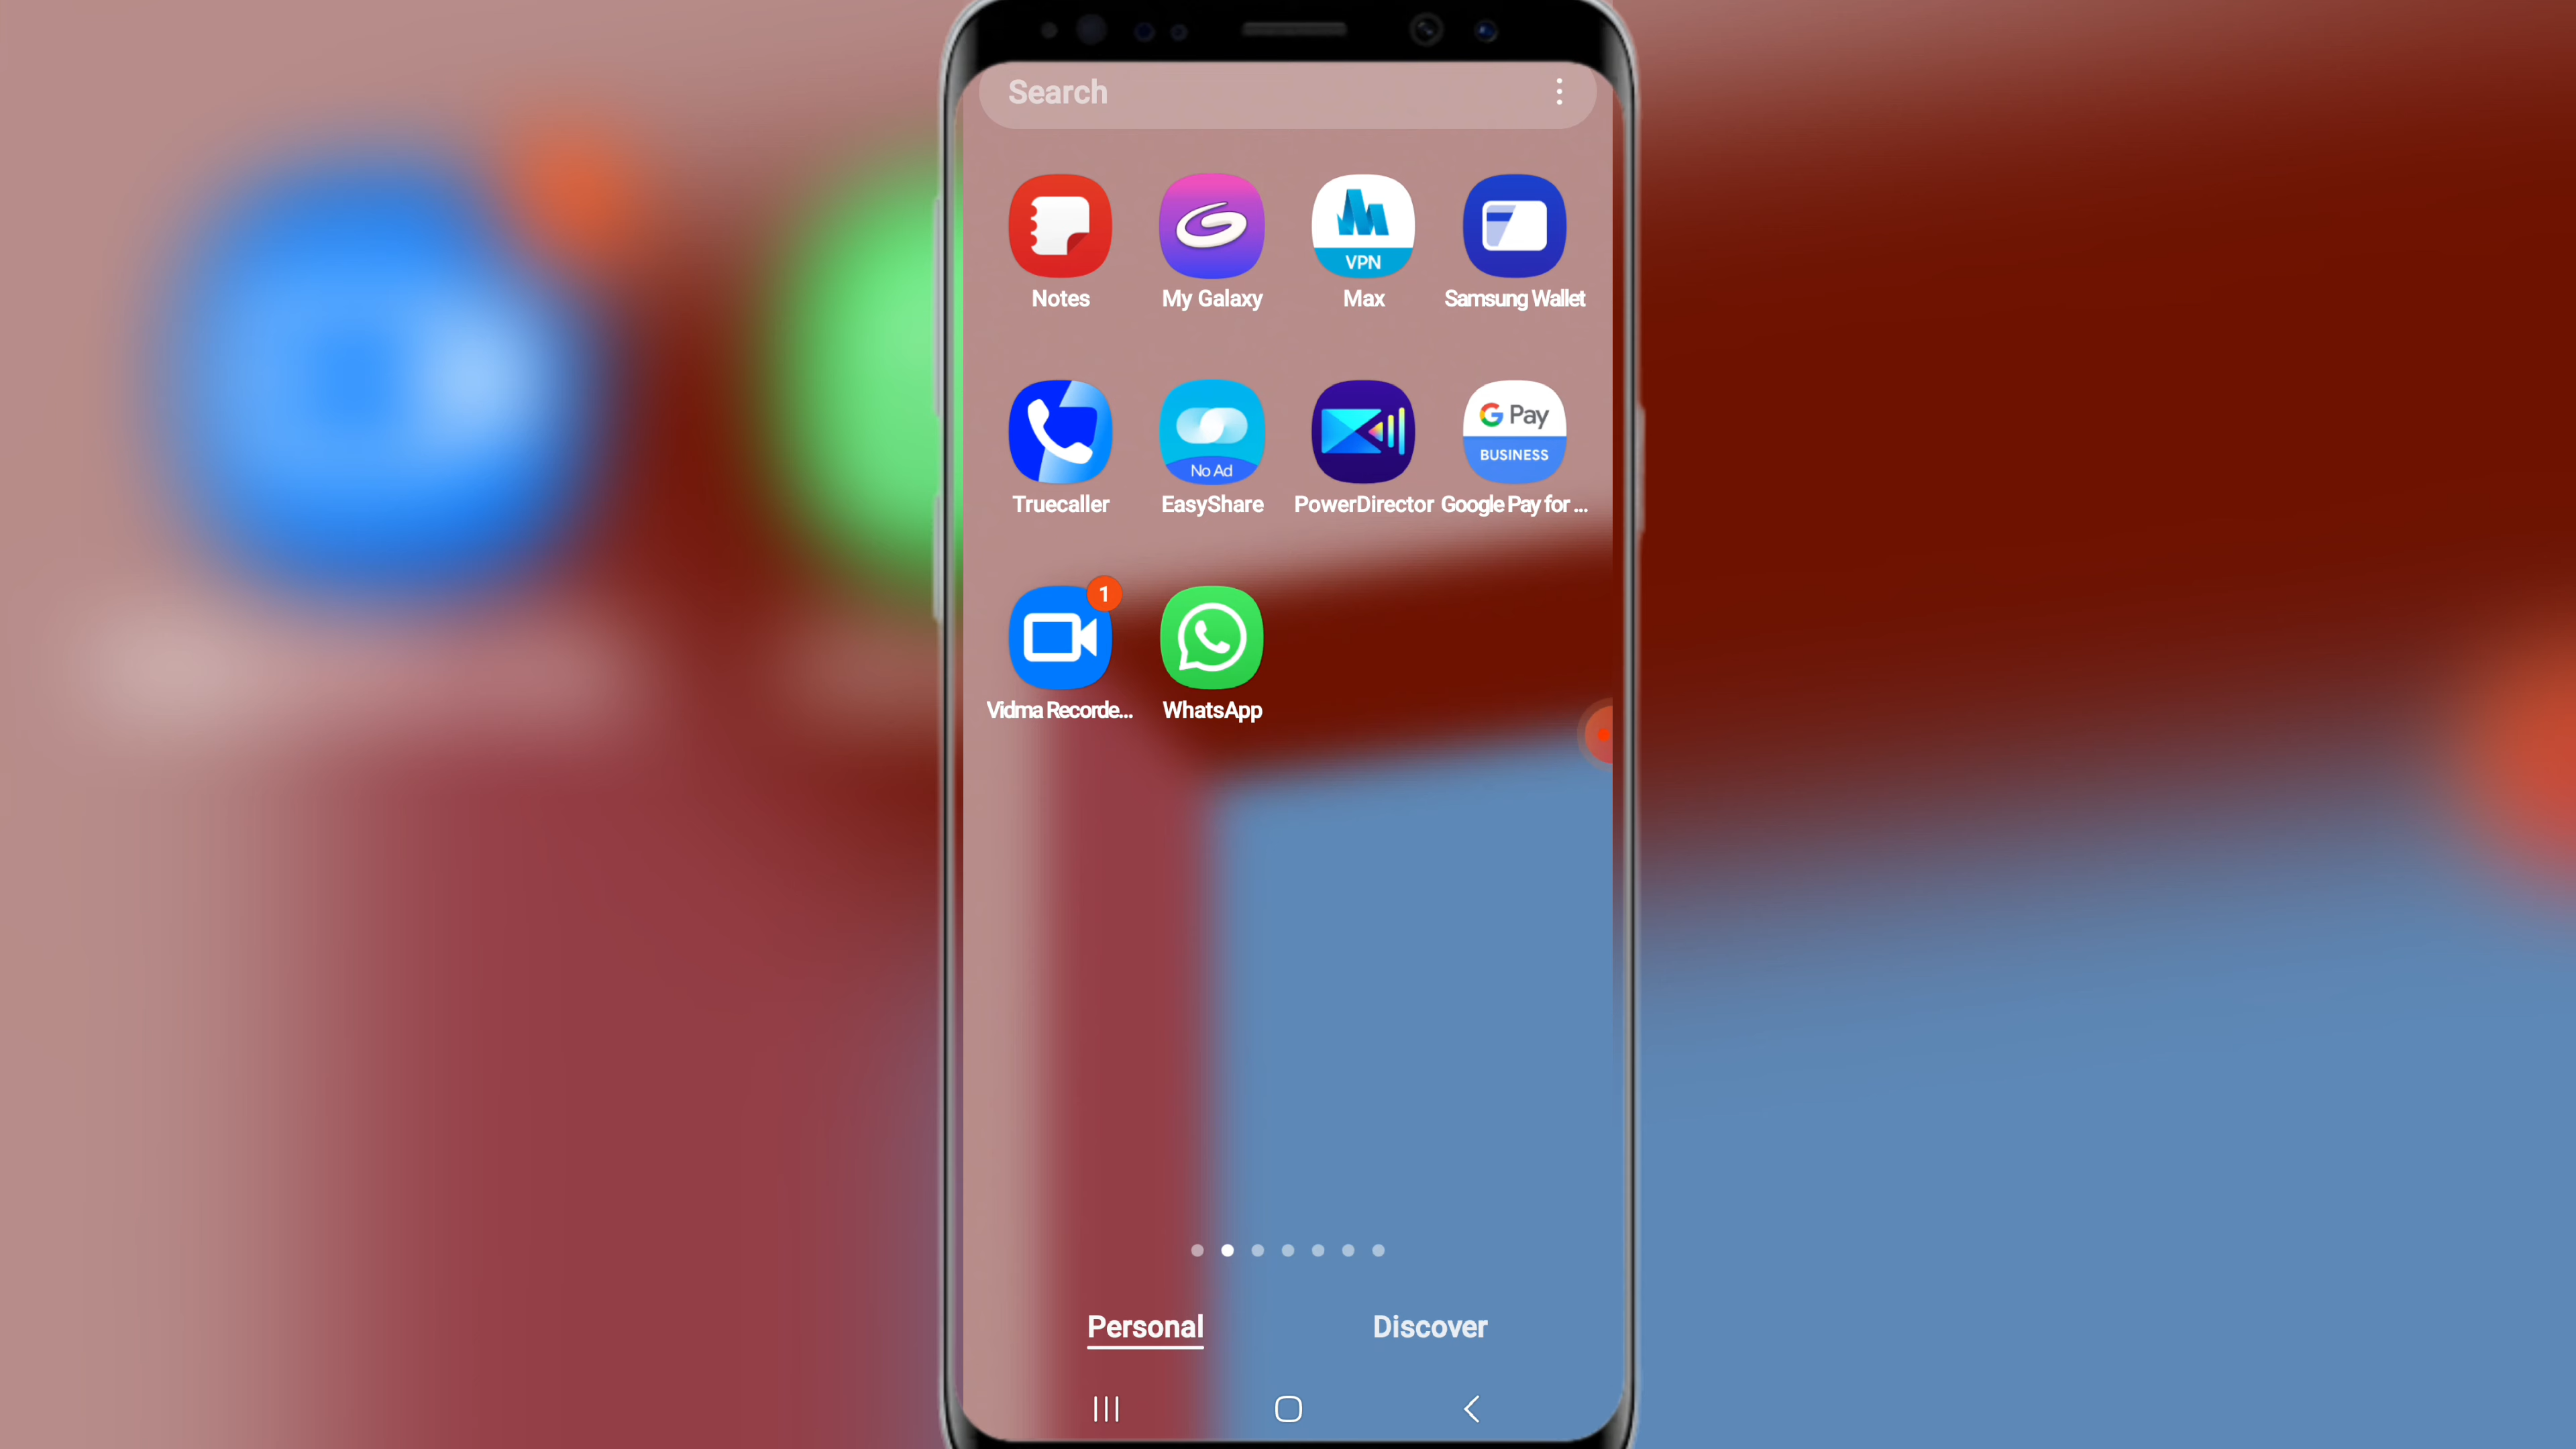 Search
VPN
Notes
My Galaxy
Max
Samsung Wallet
G Pay
BUSINESS
No Ad
Truecaller
EasyShare
PowerDirector
Google Pay for ...
1
Vidma Recorde...
WhatsApp
Personal
Discover